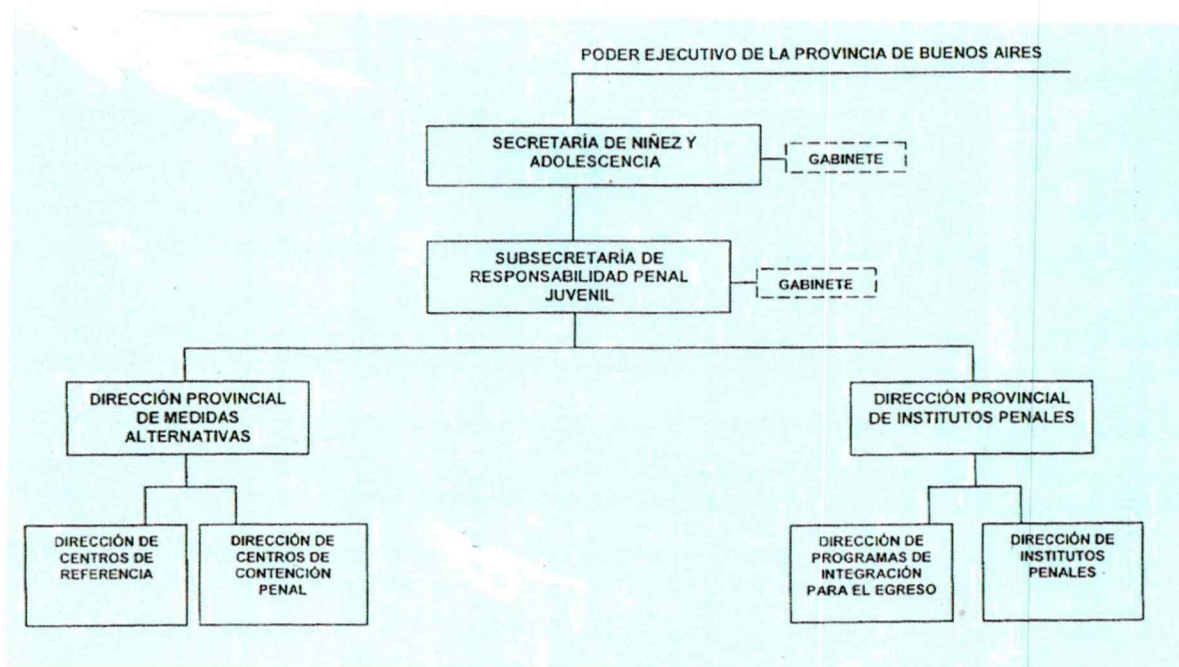 PODER EJECUTIVO DE LA PROVINCIA DE BUENOS AIRES
SECRETARÍA DE NIÑEZ Y
ADOLESCENCIA
GABINETE
SUBSECRETARÍA DE
RESPONSABILIDAD PENAL
JUVENIL
GABINETE
DIRECCIÓN PROVINCIAL
DE MEDIDAS
ALTERNATIVAS
DIRECCIÓN PROVINCIAL
DE INSTITUTOS PENALES
DIRECCIÓN DE
CENTROS DE
REFERENCIA
DIRECCIÓN DE
CENTROS DE
CONTENCIÓN
PENAL
DIRECCIÓN DE
PROGRAMAS DE
INTEGRACIÓN
PARA EL EGRESO
DIRECCIÓN DE
INSTITUTOS
PENALES